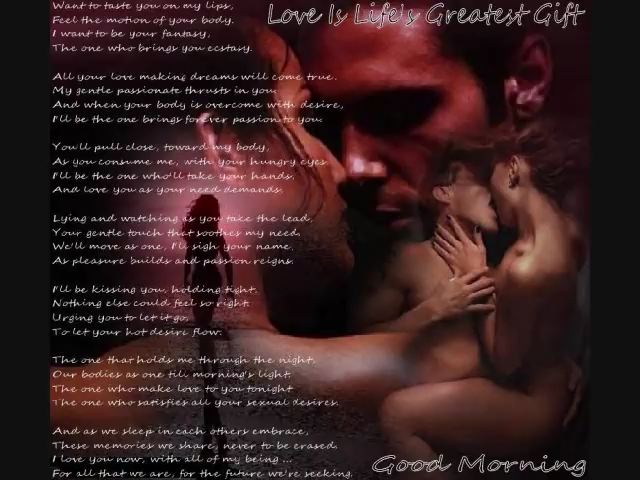 Love Is Life's Greatest Gift
Want to taste you on my lips,
Feel the motion of your body.
I want to be your fantasy,
The one who brings you ecstasy.
All your love making dreams will come true.
My gentle passionate thrusts in you.
And when your body is overcome with desire,
I'll be the one brings forever passion to you.
You'll pull close, toward my body,
As you consume me, with your hungry eyes.
I'll be the one who'll take your hands,
And love you as your need demands.
Lying and watching as you take the lead,
Your gentle touch that soothes my need,
We'll move as one, I'll sigh your name,
As pleasure builds and passion reigns.
I'll be kissing you, holding tight,
Nothing else could feel so right.
Urging you to let it go,
To let your hot desire flow.
The one that holds me through the night,
Our bodies as one till morning's light.
The one who make love to you tonight
The one who satisfies all your sexual desires.
And as we sleep in each others embrace,
These memories we share, never to be erased.
I love you now, with all of my being ...
For all that we are, for the future we're seeking.
Good Morning